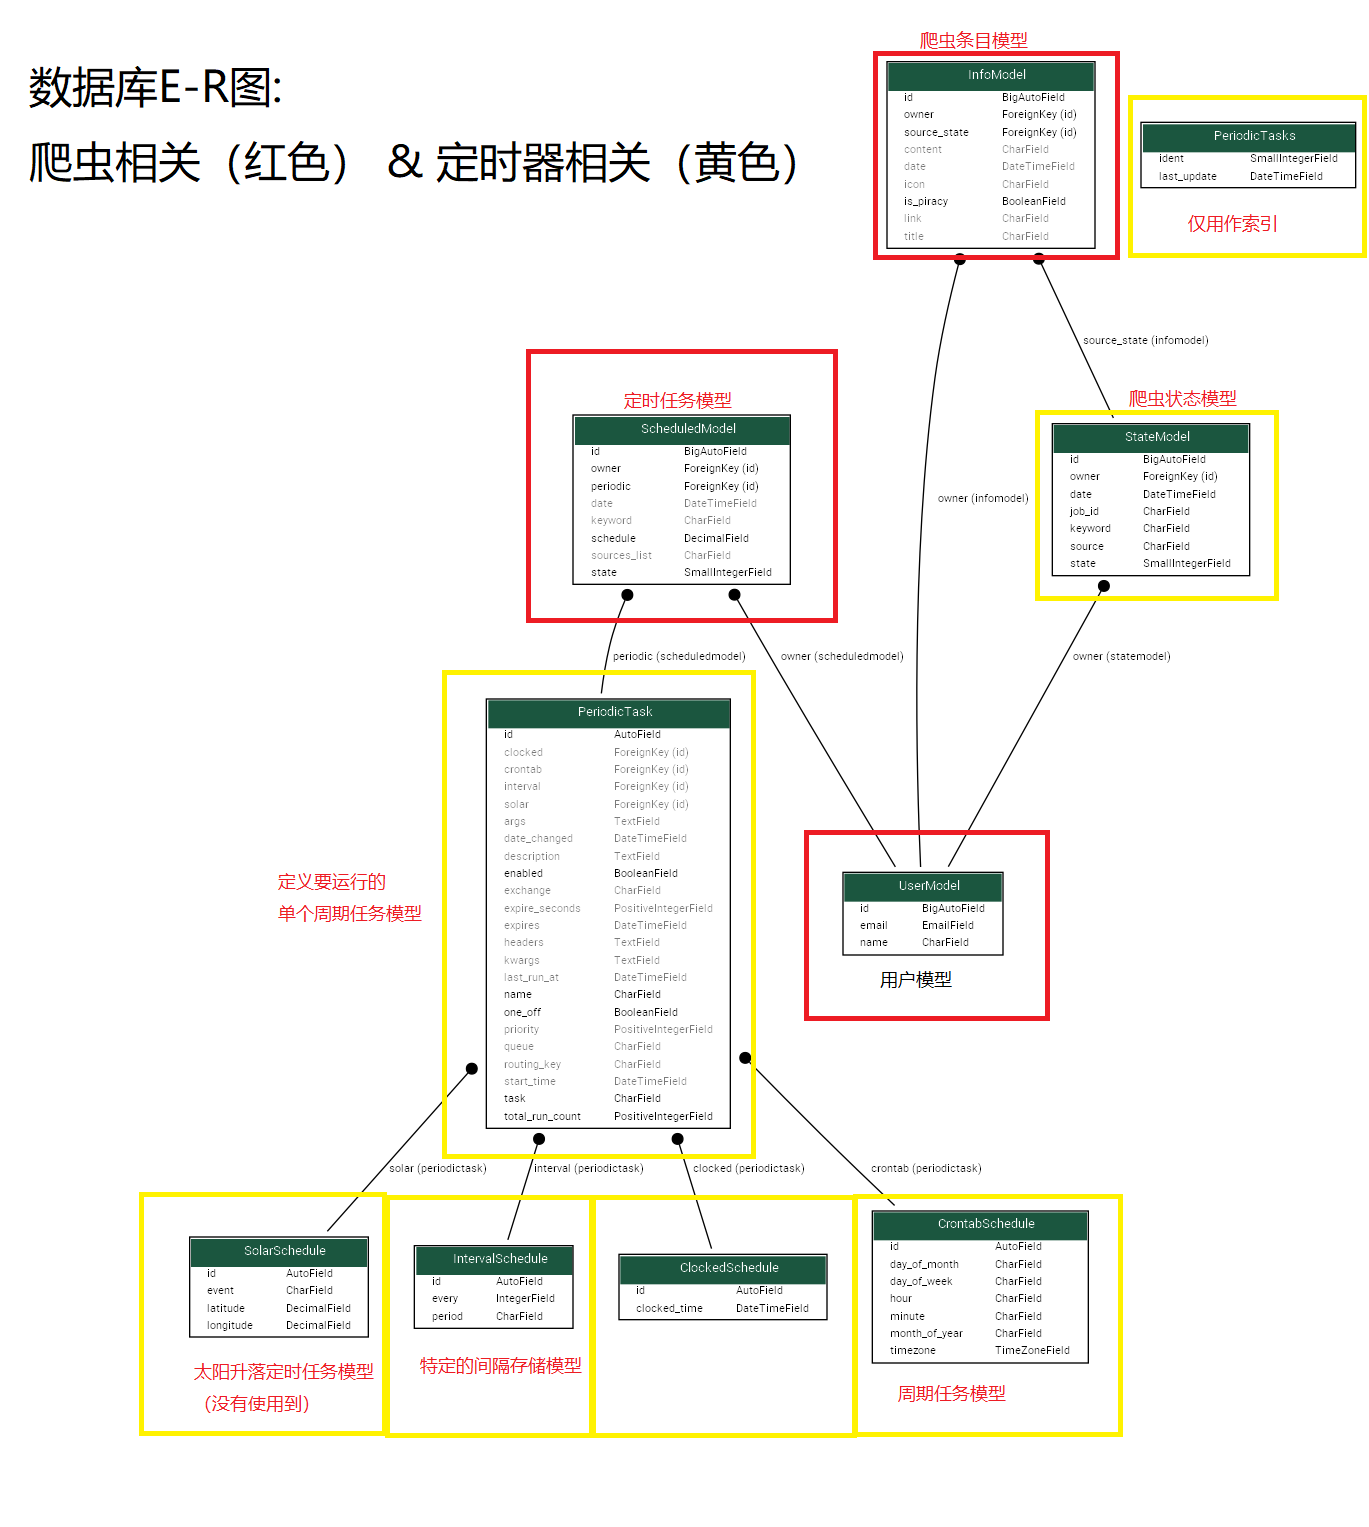 数据库E-R图:
爬虫相关（红色） & 定时器相关（黄色）
爬虫条目模型
InfoModel
id BigAutoField
owner ForeignKey (id)
source_state ForeignKey (id)
content CharField
date DateTimeField
icon CharField
is_piracy BooleanField
link CharField
title CharField
PeriodicTasks
ident SmallIntegerField
last_update DateTimeField
仅用作索引
source_state (infomodel)
定时任务模型
ScheduledModel
id BigAutoField
owner ForeignKey (id)
periodic ForeignKey (id)
date DateTimeField
keyword CharField
schedule DecimalField
sources_list CharField
state SmallIntegerField
爬虫状态模型
StateModel
id BigAutoField
owner ForeignKey (id)
date DateTimeField
job_id CharField
keyword CharField
source CharField
state SmallIntegerField
owner (infomodel)
periodic (scheduledmodel)
owner (scheduledmodel)
owner (statemodel)
PeriodicTask
id AutoField
clocked ForeignKey (id)
crontab ForeignKey (id)
interval ForeignKey (id)
solar ForeignKey (id)
args TextField
date_changed DateTimeField
description TextField
enabled BooleanField
exchange CharField
expire_seconds PositiveIntegerField
expires DateTimeField
headers TextField
kwargs TextField
last_run_at DateTimeField
name CharField
one_off BooleanField
priority PositiveIntegerField
queue CharField
routing_key CharField
start_time DateTimeField
task CharField
total_run_count PositiveIntegerField
定义要运行的
单个周期任务模型
UserModel
id BigAutoField
email EmailField
name CharField
用户模型
solar (periodictask)
interval (periodictask)
clocked (periodictask)
crontab (periodictask)
SolarSchedule
id AutoField
event CharField
latitude DecimalField
longitude DecimalField
太阳升落定时任务模型
（没有使用到）
IntervalSchedule
id AutoField
every IntegerField
period CharField
特定的间隔存储模型
ClockedSchedule
id AutoField
clocked_time DateTimeField
CrontabSchedule
id AutoField
day_of_month CharField
day_of_week CharField
hour CharField
minute CharField
month_of_year CharField
timezone TimeZoneField
周期任务模型